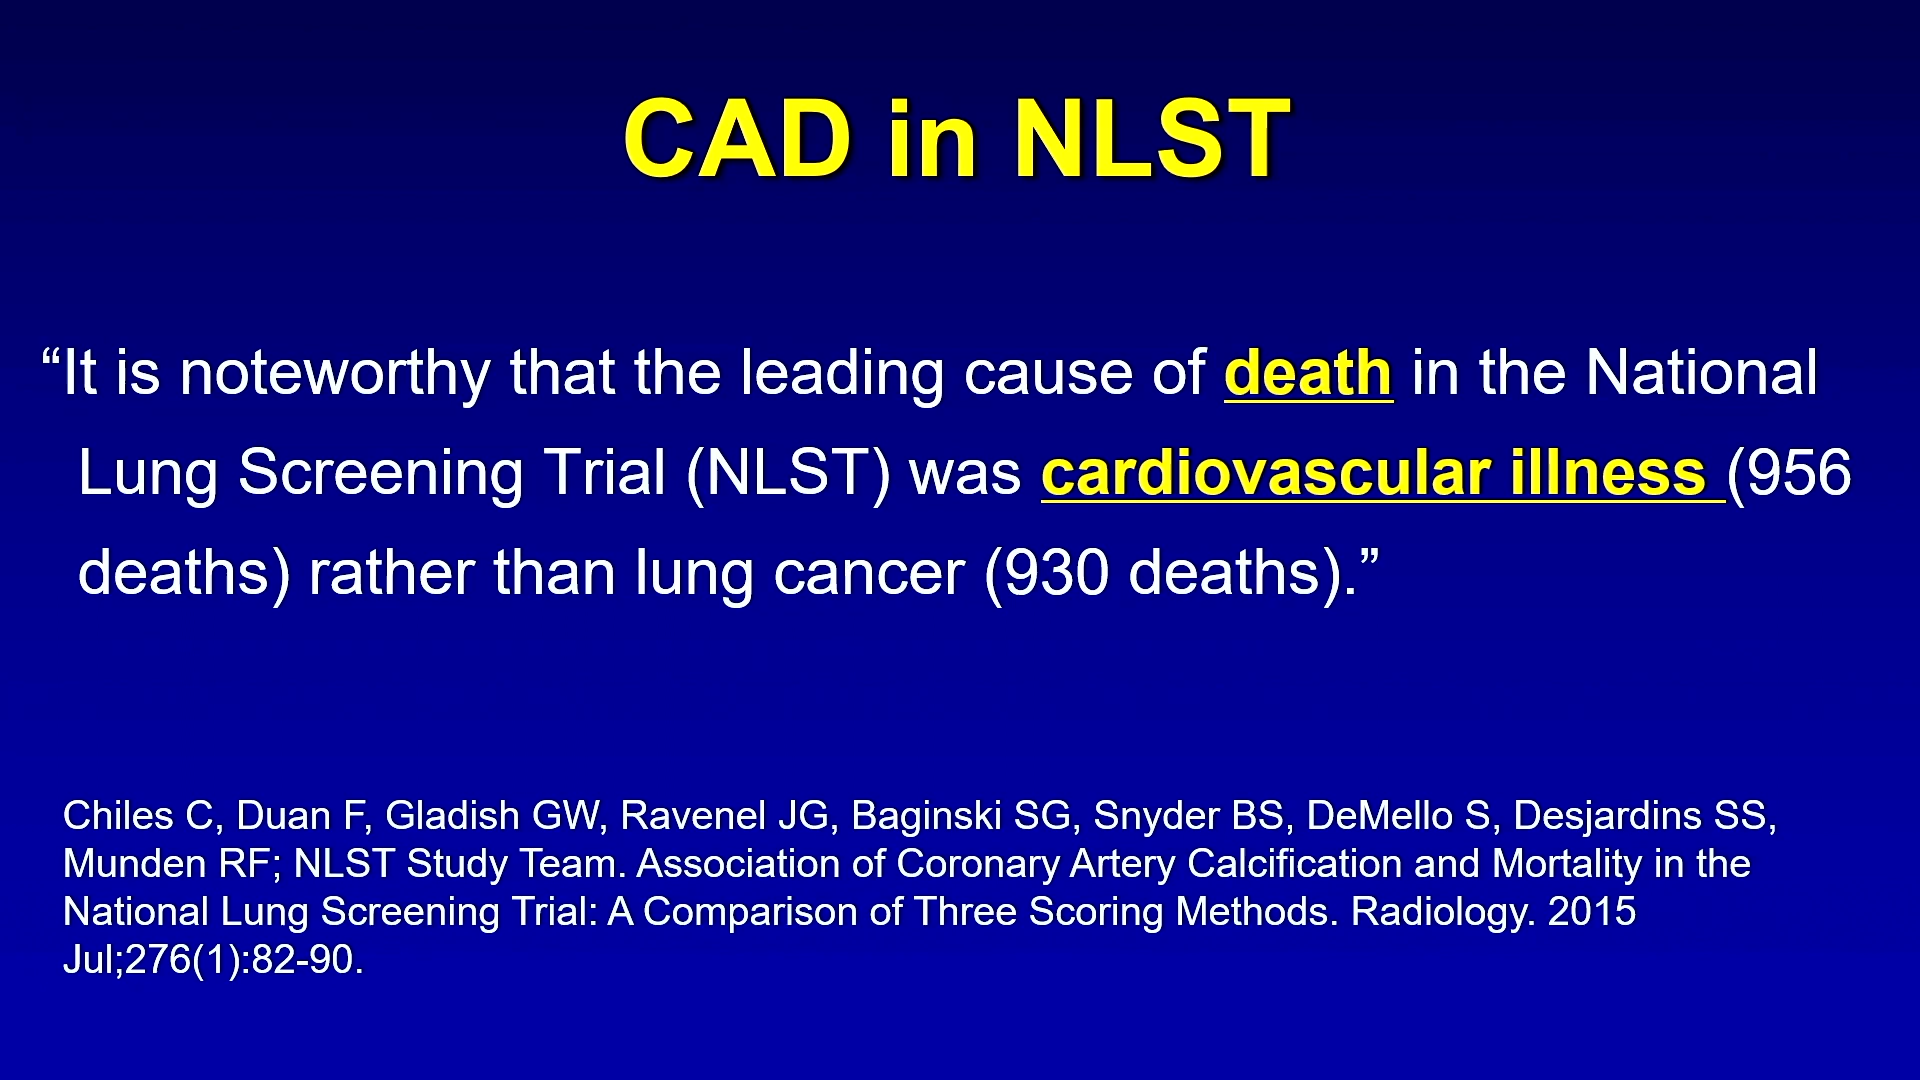 CAD in NLST
“It is noteworthy that the leading cause of death in the National
Lung Screening Trial (NLST) was cardiovascular illness (956
deaths) rather than lung cancer (930 deaths).”
Chiles C, Duan F, Gladish GW, Ravenel JG, Baginski SG, Snyder BS, DeMello S, Desjardins SS,
Munden RF; NLST Study Team. Association of Coronary Artery Calcification and Mortality in the
National Lung Screening Trial: A Comparison of Three Scoring Methods. Radiology. 2015
Jul;276(1):82-90.